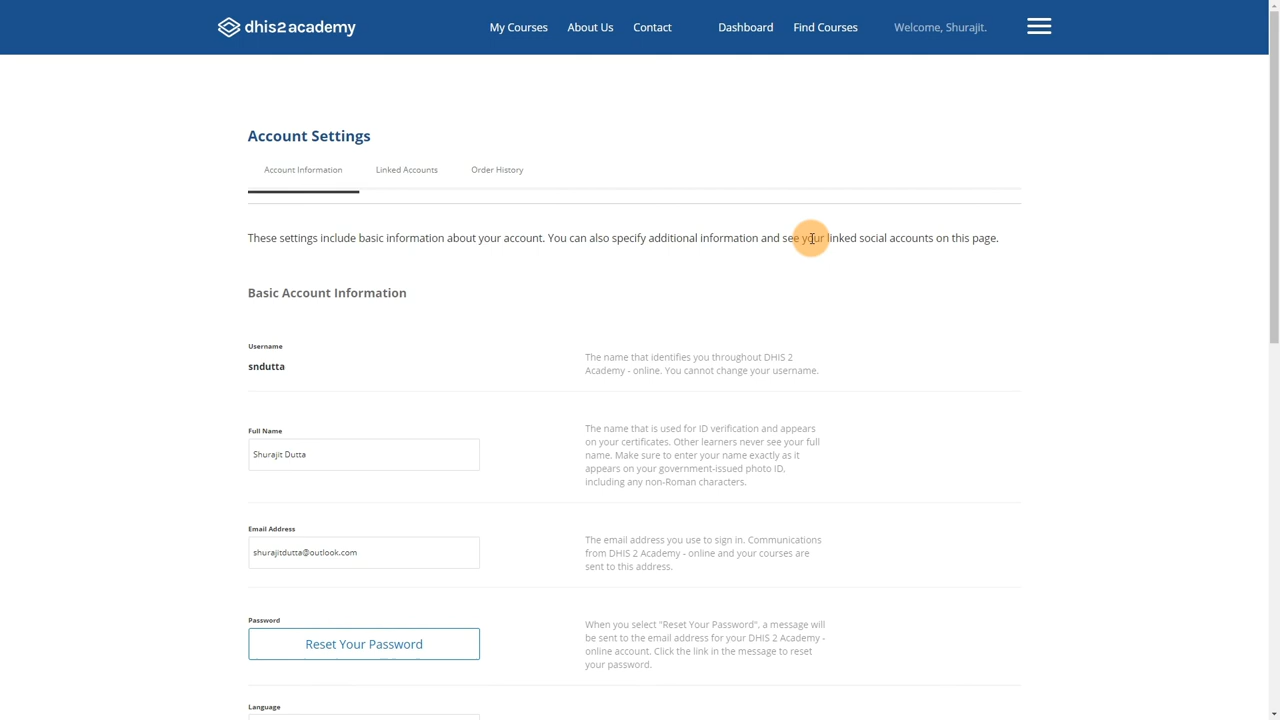 dhis2 academy My Courses About Us Contact Dashboard Find Courses Welcome, Shurajit.
Account Settings
Account Information Linked Accounts Order History
These settings include basic information about your account. You can also specify additional information and see your linked social accounts on this page.
Basic Account Information
Username
sndutta
The name that identifies you throughout DHIS 2
Academy - online. You cannot change your username.
Full Name
Shurajit Dutta
The name that is used for ID verification and appears
on your certificates. Other learners never see your full
name. Make sure to enter your name exactly as it
appears on your government-issued photo ID,
including any non-Roman characters.
Email Address
shurajitdutta@outlook.com
The email address you use to sign in. Communications
from DHIS 2 Academy - online and your courses are
sent to this address.
Password
Reset Your Password
When you select "Reset Your Password", a message will
be sent to the email address for your DHIS 2 Academy -
online account. Click the link in the message to reset
your password.
Language